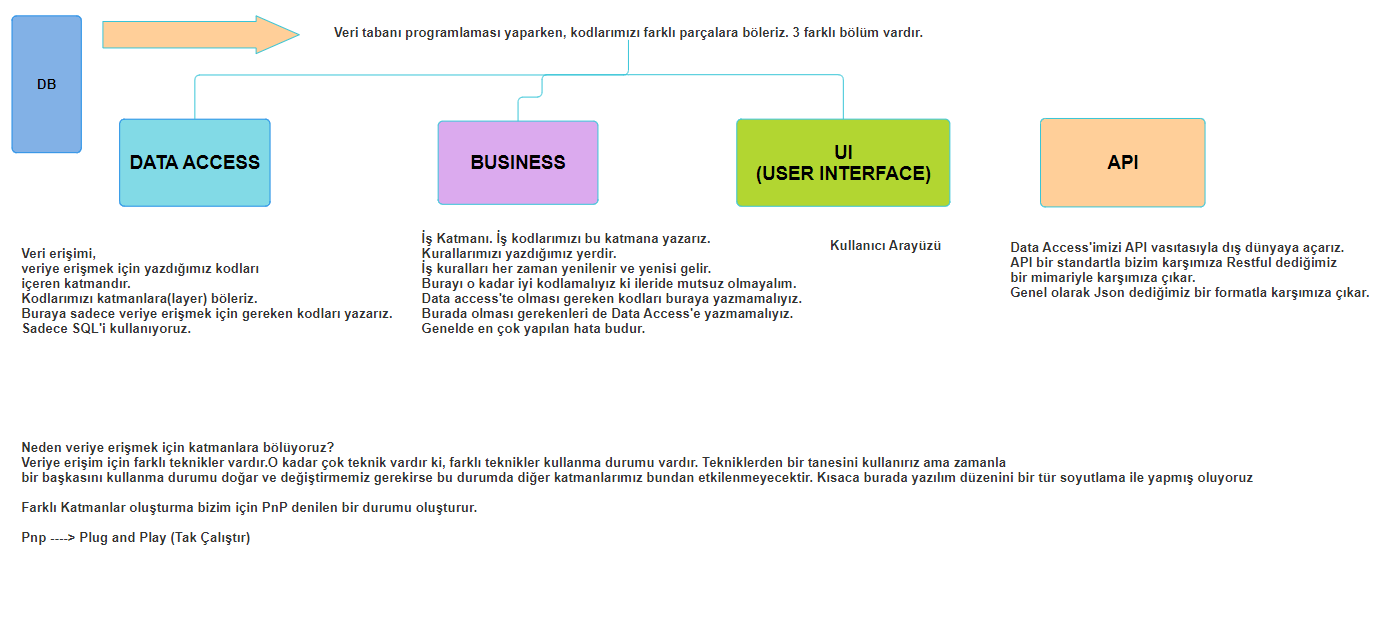 DB
Veri tabanı programlaması yaparken, kodlarımızı farklı parçalara böleriz. 3 farklı bölüm vardır.
DATA ACCESS
BUSINESS
UI
(USER INTERFACE)
API
Veri erişimi,
veriye erişmek için yazdığımız kodları
içeren katmandır.
Kodlarımızı katmanlara(layer) böleriz.
Buraya sadece veriye erişmek için gereken kodları yazarız.
Sadece SQL'i kullanıyoruz.
İş Katmanı. İş kodlarımızı bu katmana yazarız.
Kurallarımızı yazdığımız yerdir.
İş kuralları her zaman yenilenir ve yenisi gelir.
Burayı o kadar iyi kodlamalıyız ki ileride mutsuz olmayalım.
Data access'te olması gereken kodları buraya yazmamalıyız.
Burada olması gerekenleri de Data Access'e yazmamalıyız.
Genelde en çok yapılan hata budur.
Kullanıcı Arayüzü
Data Access'imizi API vasıtasıyla dış dünyaya açarız.
API bir standartla bizim karşımıza Restful dediğimiz
bir mimariyle karşımıza çıkar.
Genel olarak Json dediğimiz bir formatla karşımıza çıkar.
Neden veriye erişmek için katmanlara bölüyoruz?
Veriye erişim için farklı teknikler vardır.O kadar çok teknik vardır ki, farklı teknikler kullanma durumu vardır. Tekniklerden bir tanesini kullanırız ama zamanla
bir başkasını kullanma durumu doğar ve değiştirmemiz gerekirse bu durumda diğer katmanlarımız bundan etkilenmeyecektir. Kısaca burada yazılım düzenini bir tür soyutlama ile yapmış oluyoruz
Farklı Katmanlar oluşturma bizim için PnP denilen bir durumu oluşturur.
Pnp ----> Plug and Play (Tak Çalıştır)